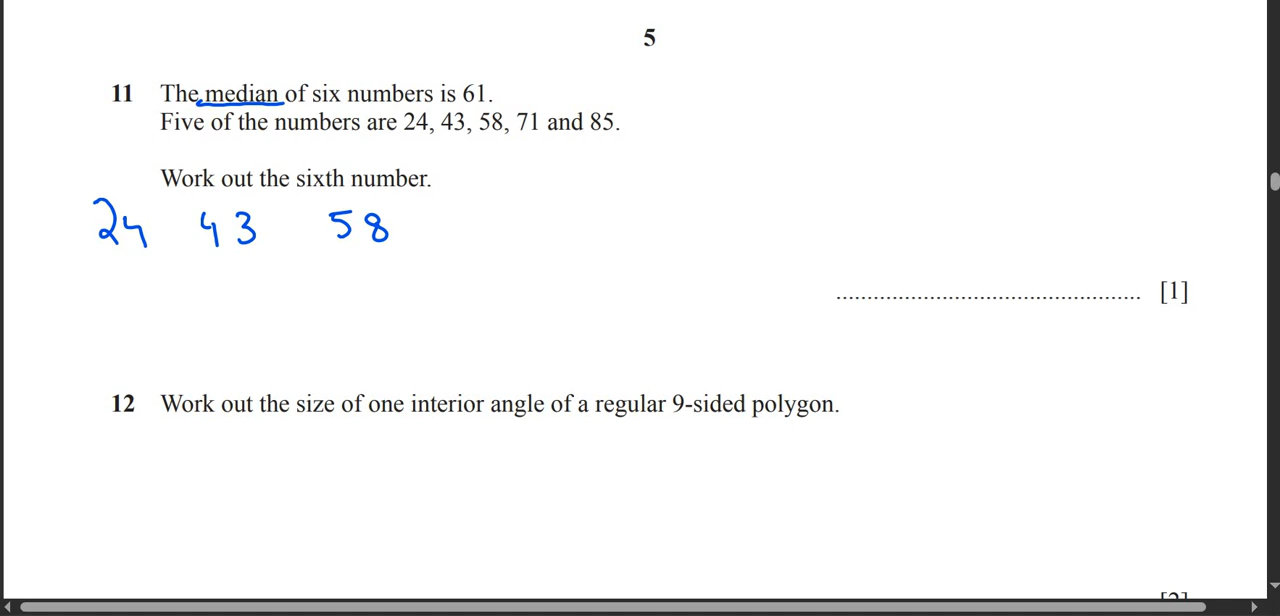 5
11 The median of six numbers is 61.
Five of the numbers are 24, 43, 58, 71 and 85.
Work out the sixth number.
24 43 58
................................................. [1]
12 Work out the size of one interior angle of a regular 9-sided polygon.